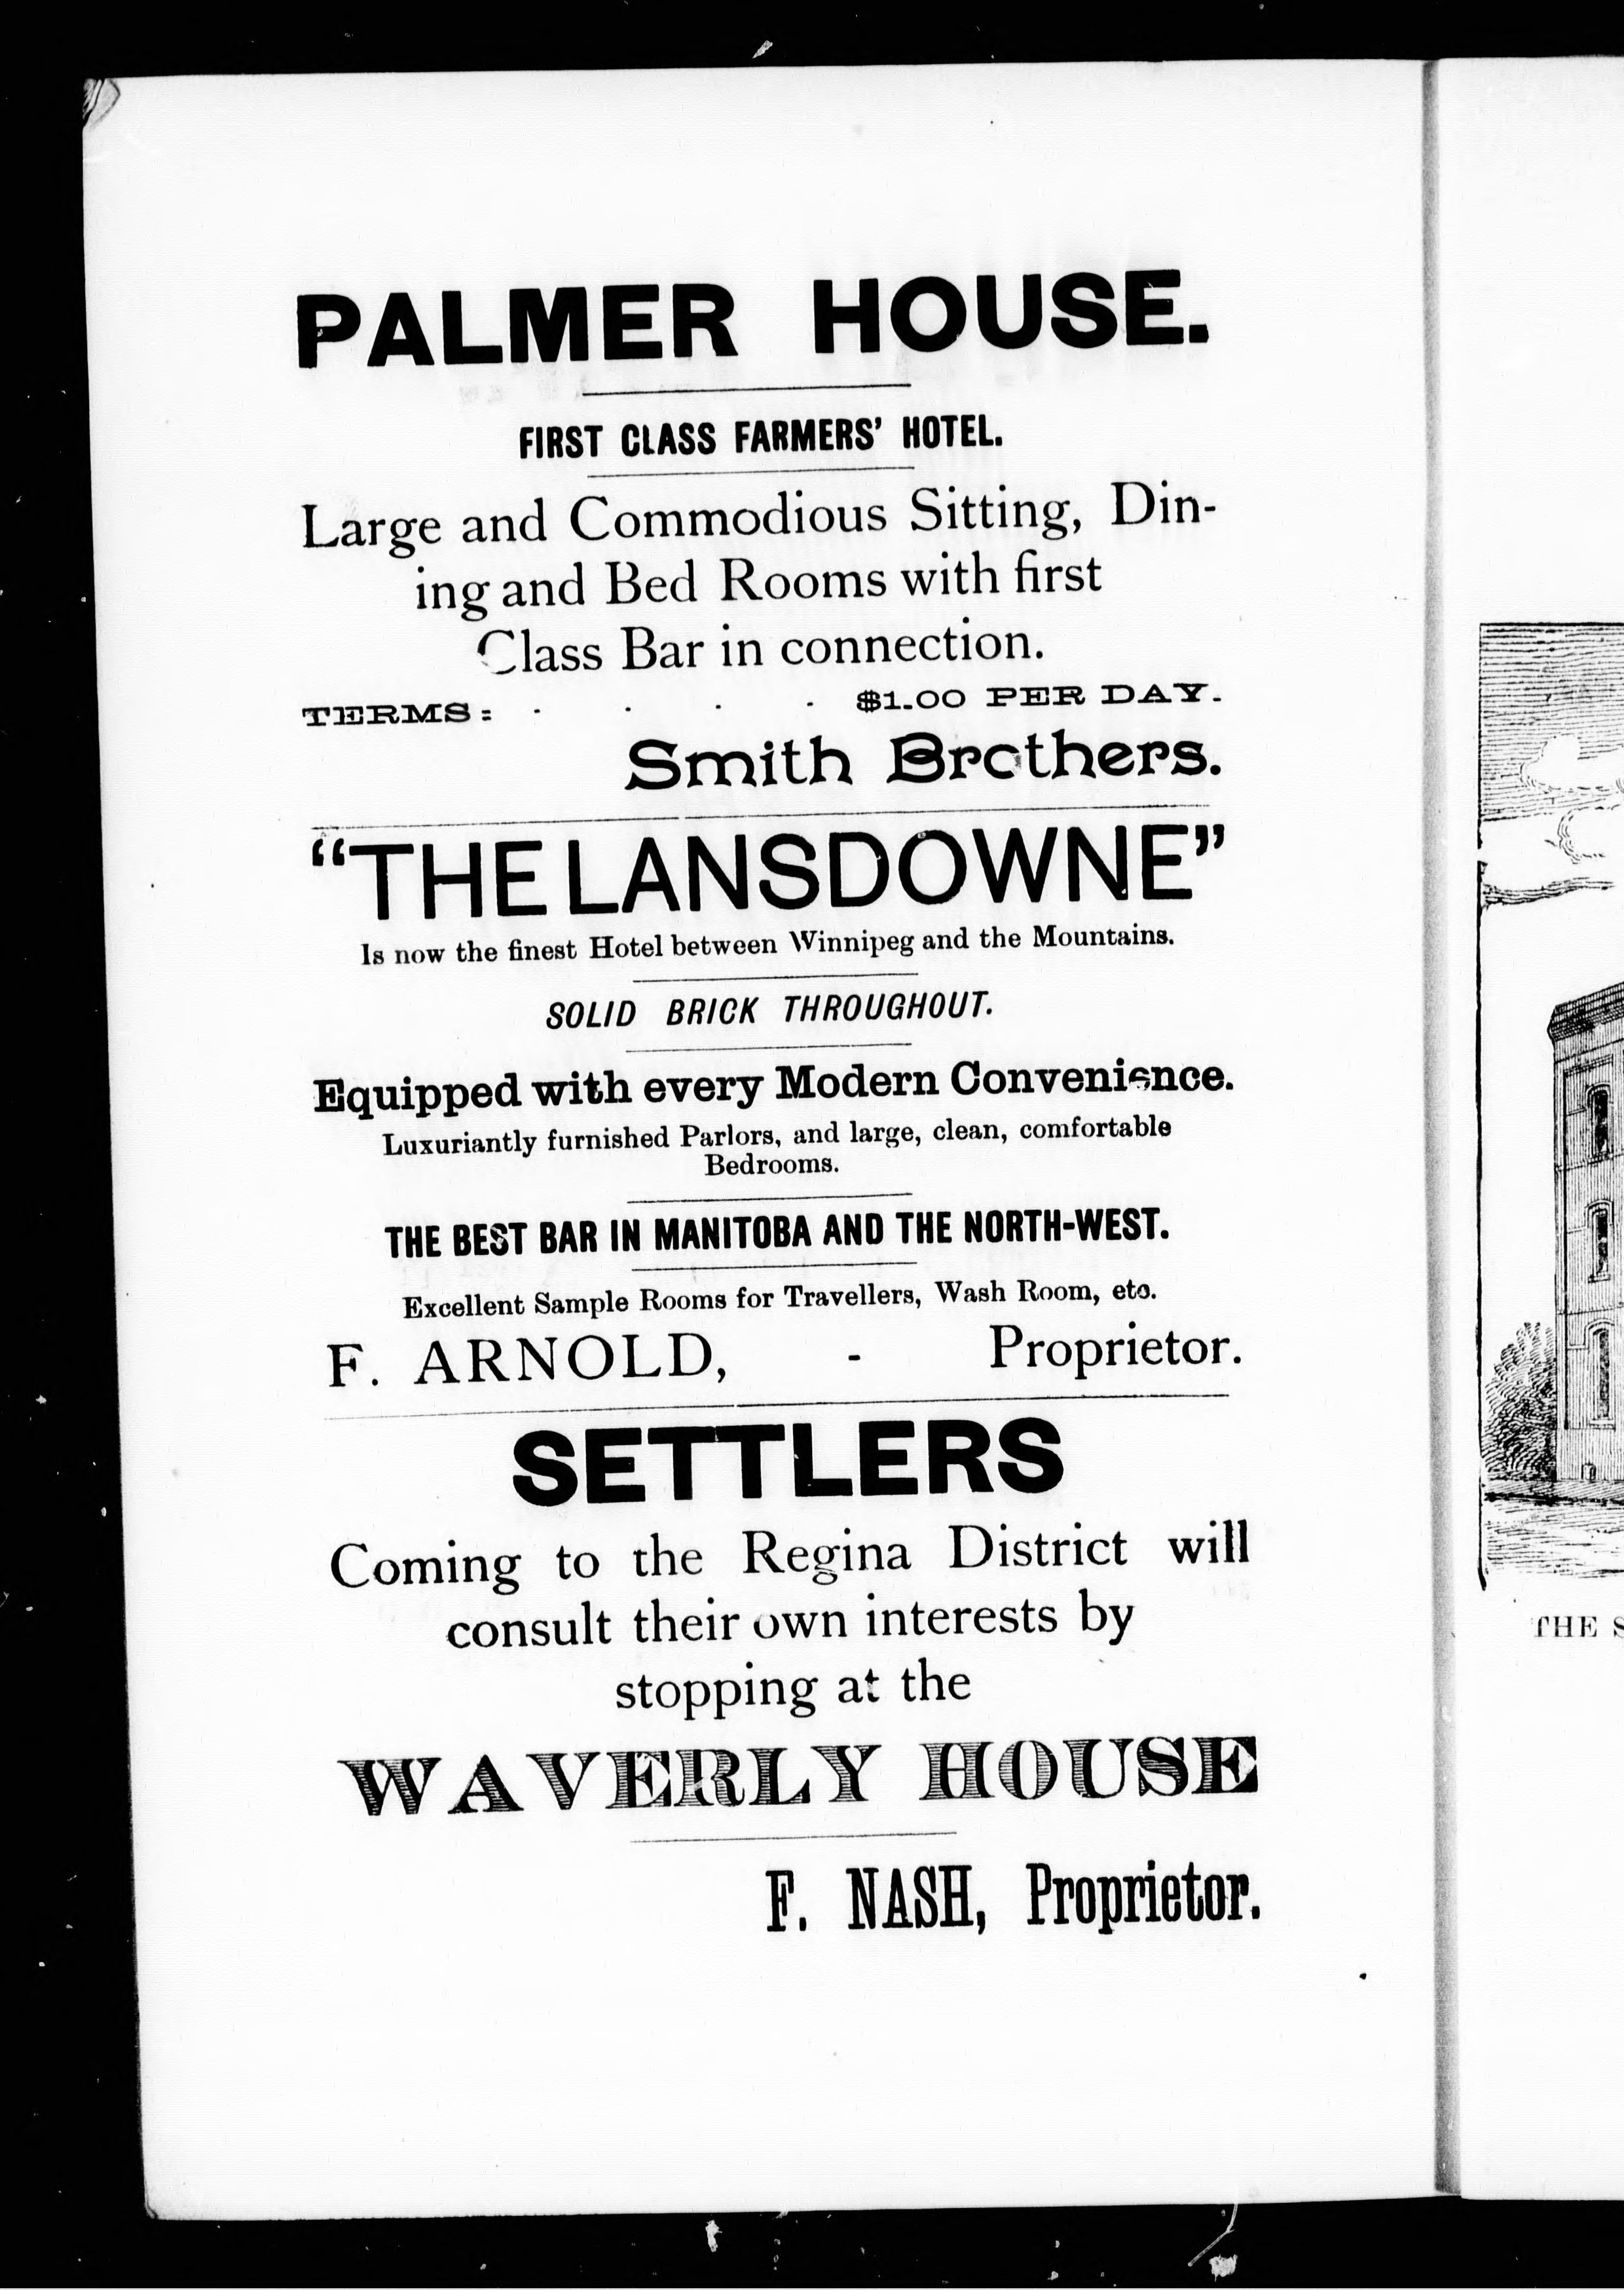 PALMER HOUSE.
FIRST CLASS FARMERS' HOTEL.
Large and Commodious Sitting, Din-
ing and Bed Rooms with first
Class Bar in connection.
TERMS: - - - - $1.00 PER DAY.
Smith Brothers.
"THE LANSDOWNE"
Is now the finest Hotel between Winnipeg and the Mountains.
SOLID BRICK THROUGHOUT.
Equipped with every Modern Convenience.
Luxuriantly furnished Parlors, and large, clean, comfortable
Bedrooms.
THE BEST BAR IN MANITOBA AND THE NORTH-WEST.
Excellent Sample Rooms for Travellers, Wash Room, etc.
F. ARNOLD, - Proprietor.
SETTLERS
Coming to the Regina District will
consult their own interests by
stopping at the
WAVERLY HOUSE
F. NASH, Proprietor.
THE S